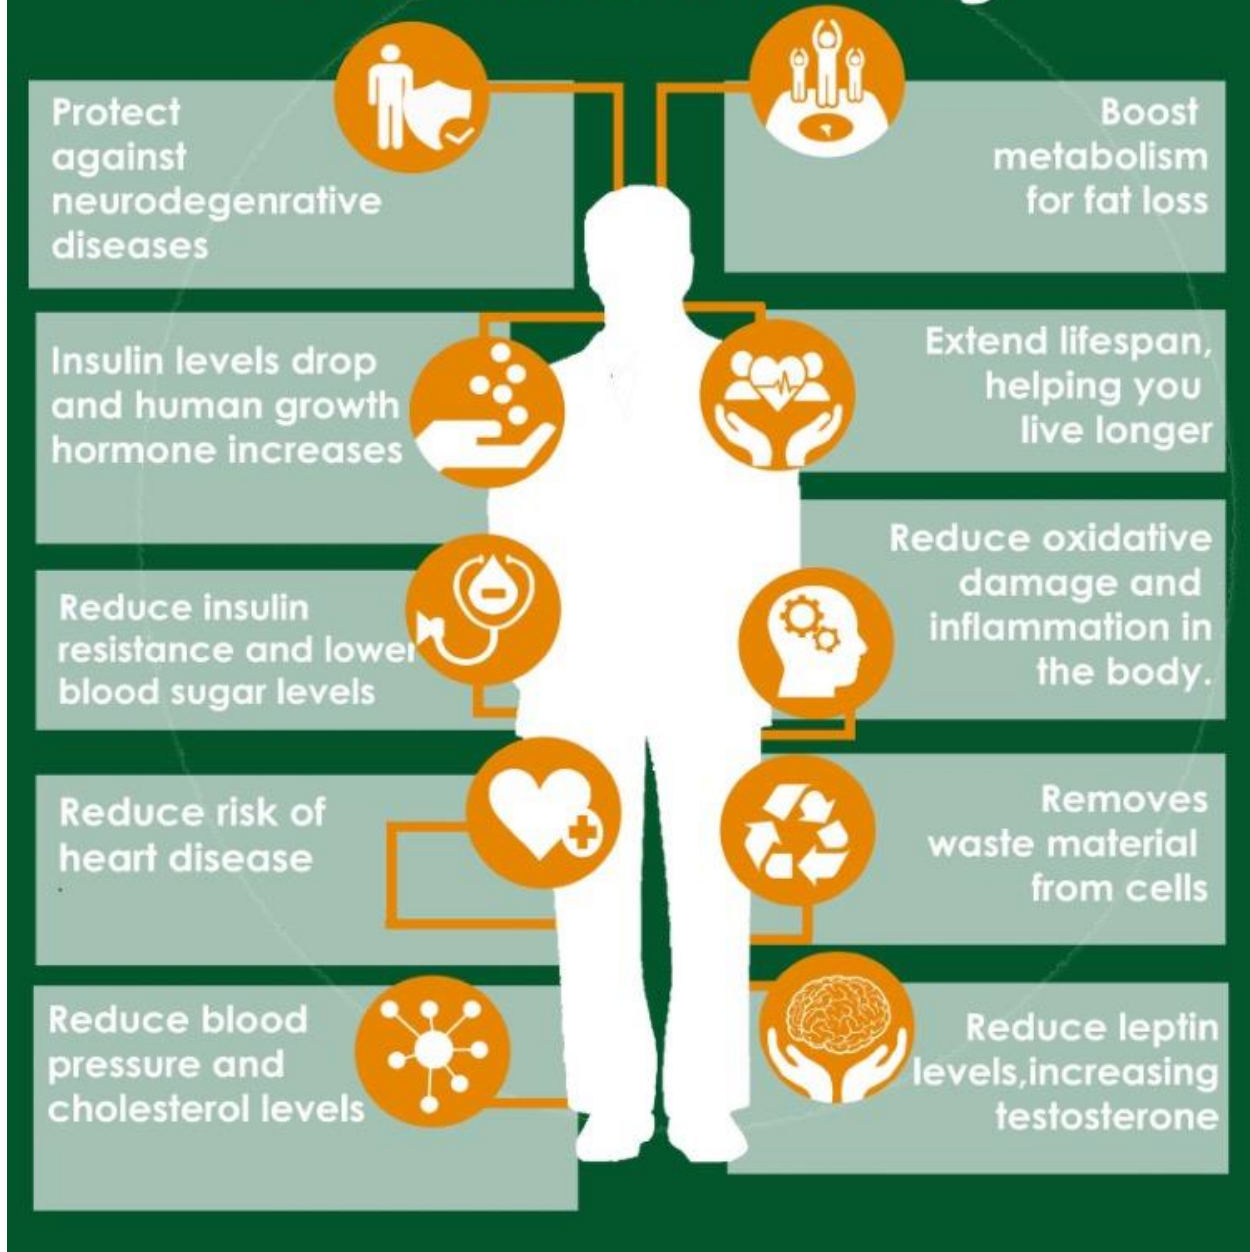 Protect
against
neurodegenrative
diseases
Boost
metabolism
for fat loss
Insulin levels drop
and human growth
hormone increases
Extend lifespan,
helping you
live longer
Reduce insulin
resistance and lower
blood sugar levels
Reduce oxidative
damage and
inflammation in
the body.
Reduce risk of
heart disease
Removes
waste material
from cells
Reduce blood
pressure and
cholesterol levels
Reduce leptin
levels,increasing
testosterone